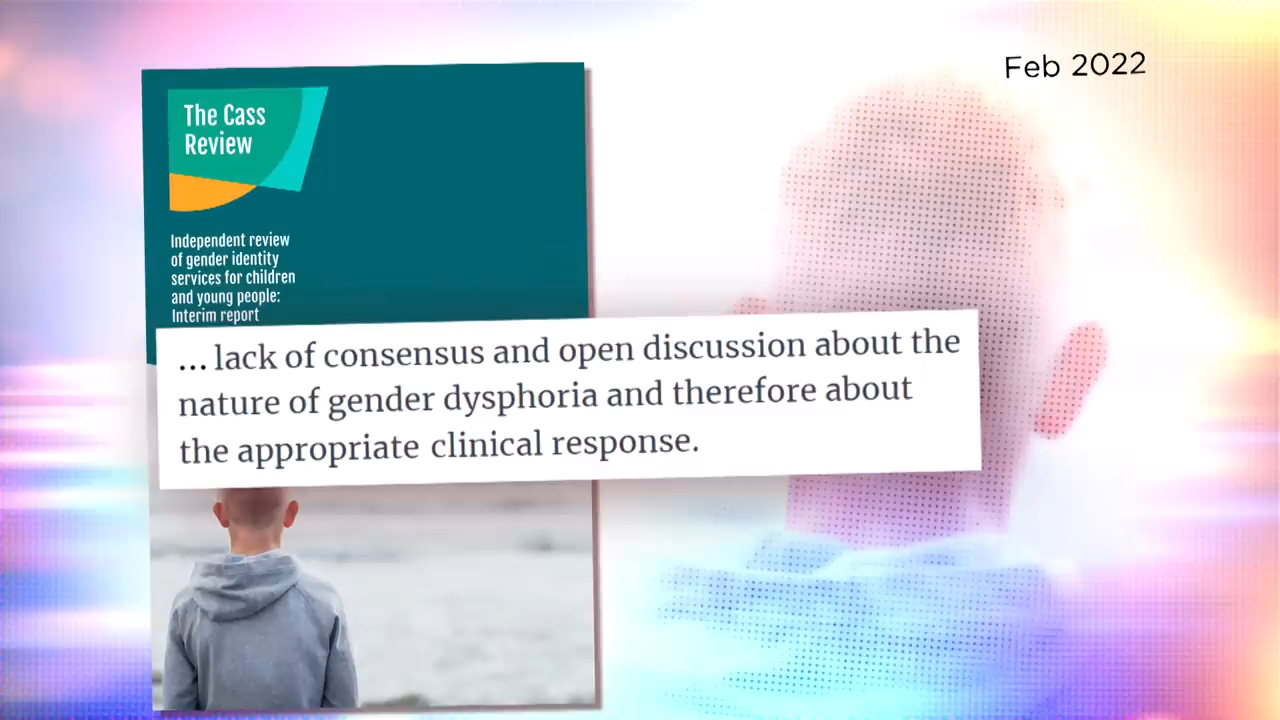 Feb 2022
The Cass
Review
Independent review
of gender identity
services for children
and young people:
Interim report
... lack of consensus and open discussion about the
nature of gender dysphoria and therefore about
the appropriate clinical response.